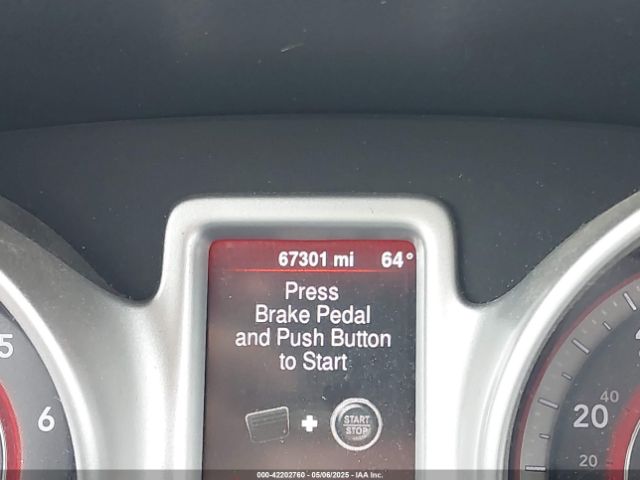 67301 mi 64°
Press
Brake Pedal
and Push Button
to Start
START
STOP
5
6
40
20
20
000-42202760 - 05/06/2025 - IAA Inc.